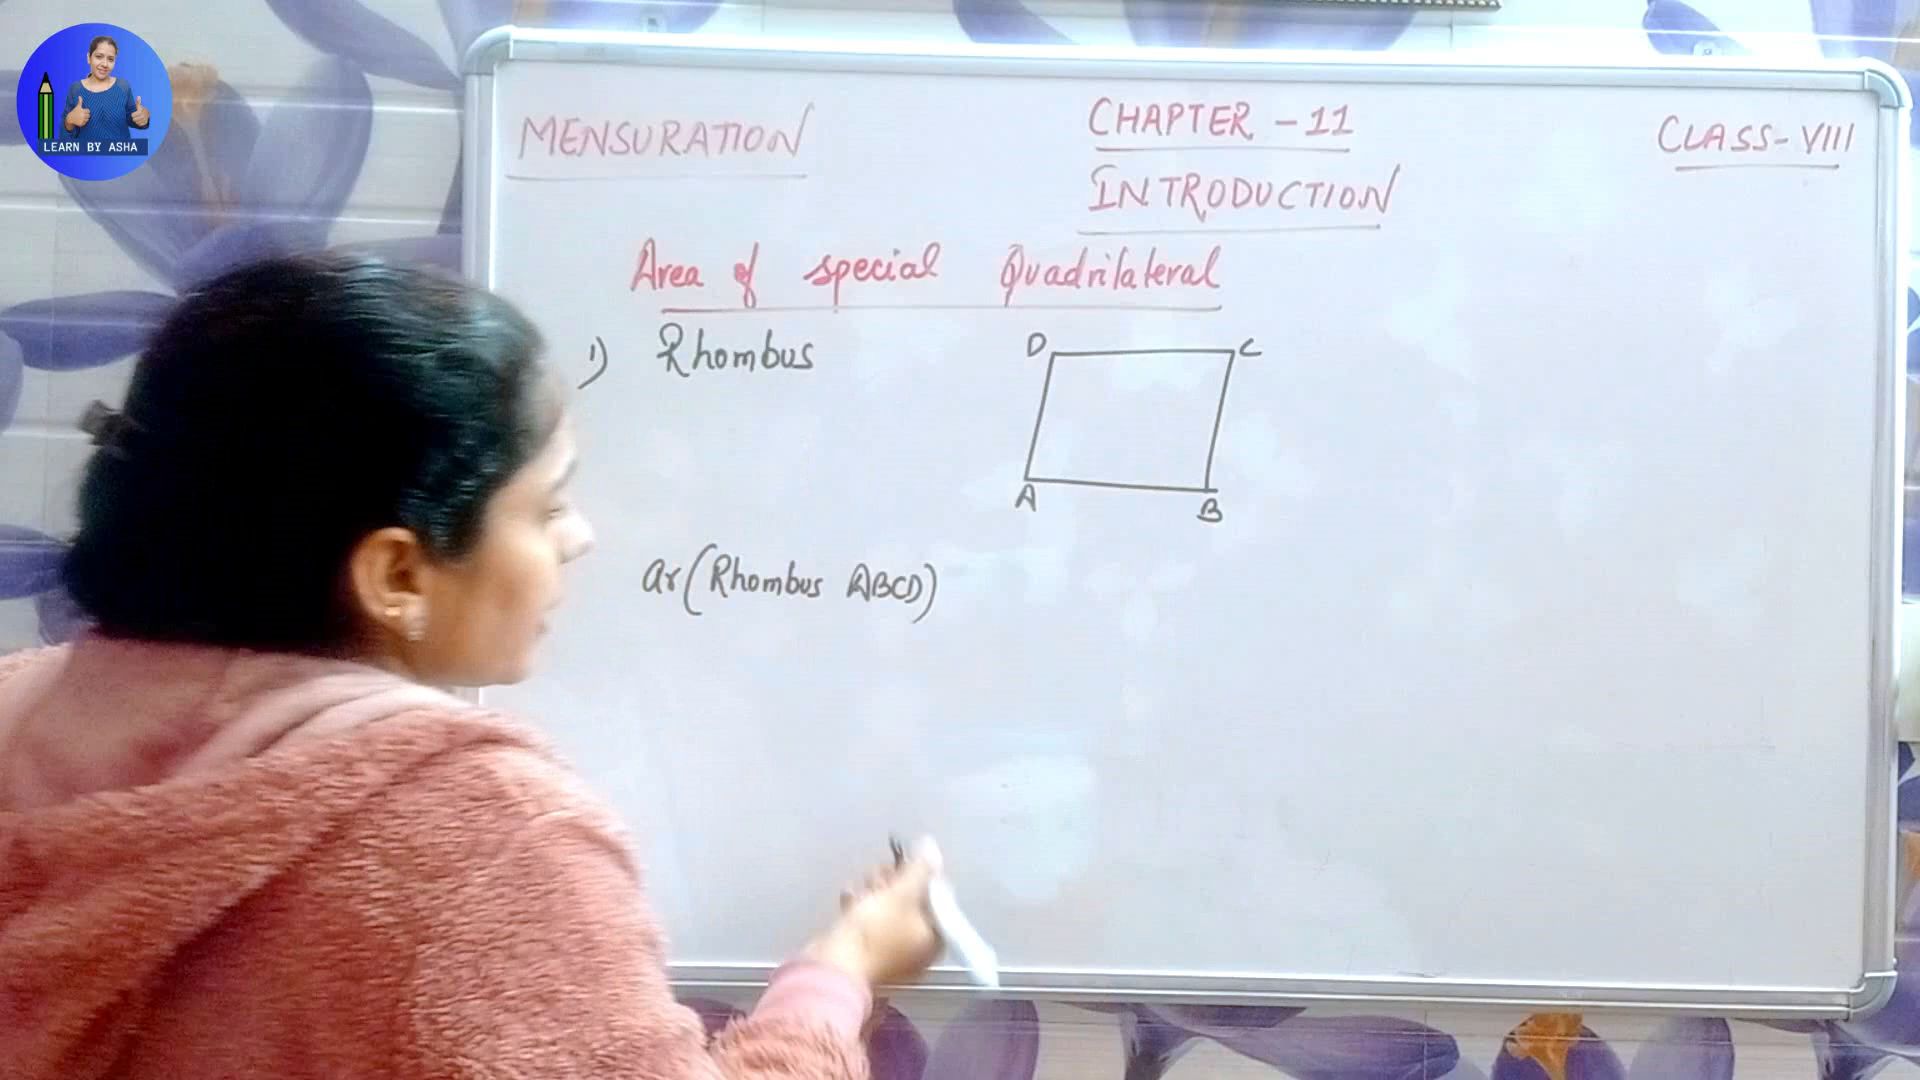 LEARN BY ASHA
MENSURATION
CHAPTER - 11
CLASS - VIII
INTRODUCTION
Area of special Quadrilateral
1) Rhombus
D C
A B
ar(Rhombus ABCD)